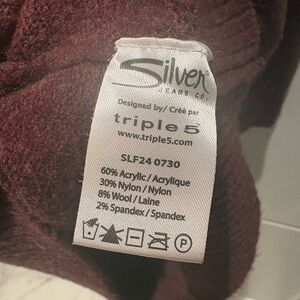 Silver
JEANS CO.
Designed by/ Créé par
triple 5
www.triple5.com
SLF24 0730
60% Acrylic / Acrylique
30% Nylon / Nylon
8% Wool / Laine
2% Spandex / Spandex
P